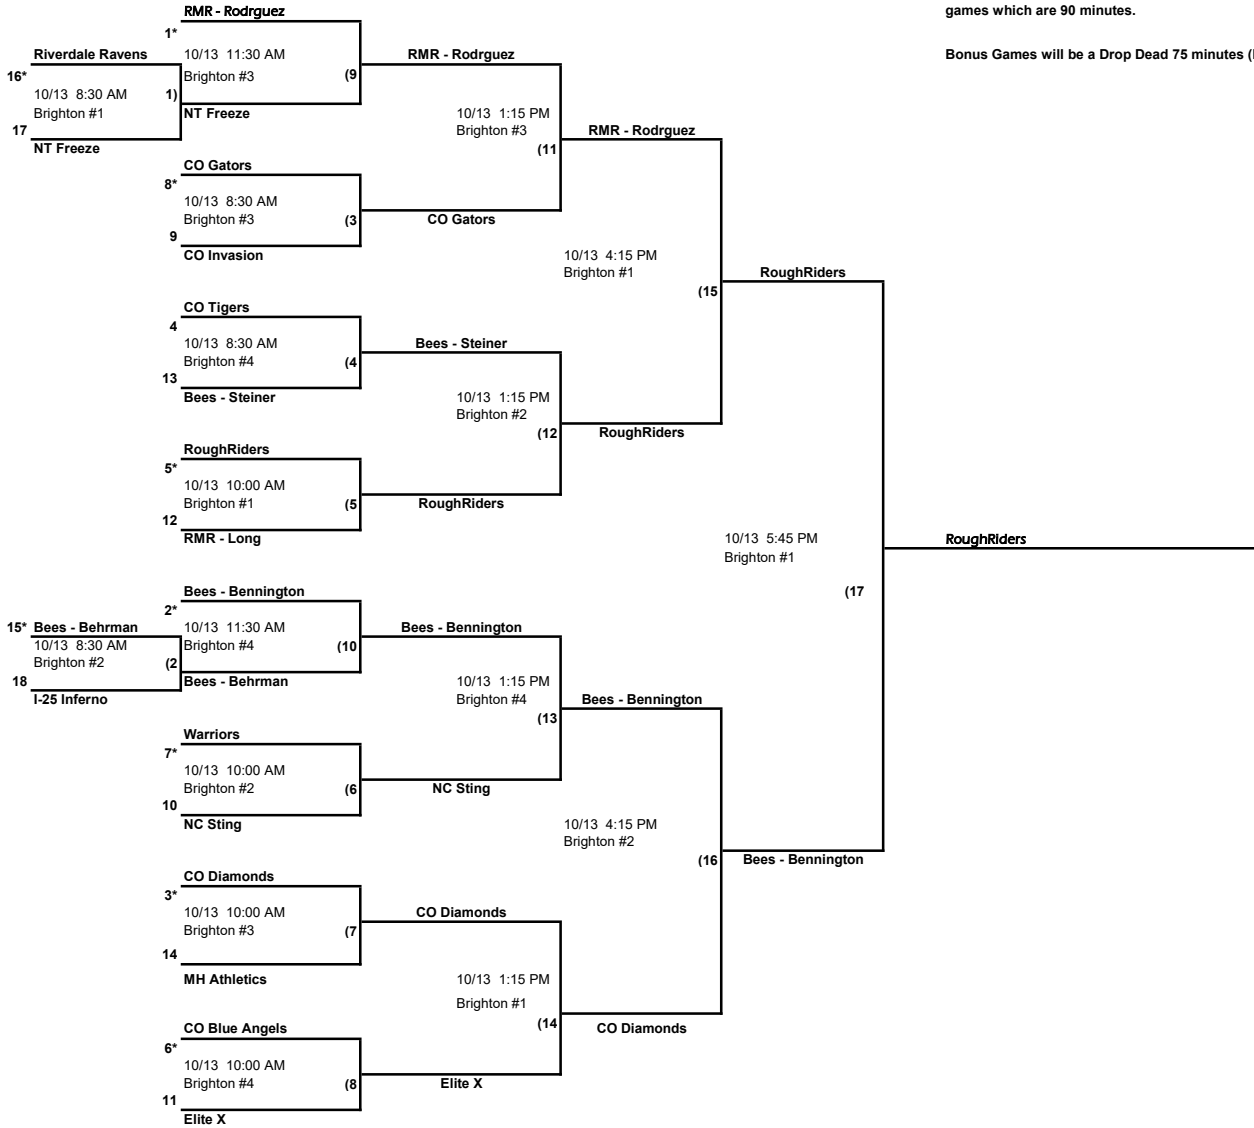 RMR - Rodrguez
games which are 90 minutes.
1*
Riverdale Ravens
10/13 11:30 AM
RMR - Rodrguez
Bonus Games will be a Drop Dead 75 minutes (
16*
Brighton #3
(9
10/13 8:30 AM
1)
Brighton #1
NT Freeze
10/13 1:15 PM
Brighton #3
RMR - Rodrguez
17
NT Freeze
(11
CO Gators
8*
10/13 8:30 AM
Brighton #3
(3
CO Gators
9
CO Invasion
10/13 4:15 PM
Brighton #1
RoughRiders
(15
CO Tigers
4
10/13 8:30 AM
Bees - Steiner
Brighton #4
(4
13
Bees - Steiner
10/13 1:15 PM
Brighton #2
(12
RoughRiders
RoughRiders
5*
10/13 10:00 AM
Brighton #1
(5
RoughRiders
12
RMR - Long
10/13 5:45 PM
Brighton #1
RoughRiders
(17
Bees - Bennington
2*
15*
Bees - Behrman
10/13 11:30 AM
Bees - Bennington
10/13 8:30 AM
Brighton #4
(10
Brighton #2
(2
18
Bees - Behrman
10/13 1:15 PM
Brighton #4
Bees - Bennington
I-25 Inferno
(13
Warriors
7*
10/13 10:00 AM
Brighton #2
(6
NC Sting
10
NC Sting
10/13 4:15 PM
Brighton #2
(16
Bees - Bennington
CO Diamonds
3*
10/13 10:00 AM
CO Diamonds
Brighton #3
(7
14
MH Athletics
10/13 1:15 PM
Brighton #1
(14
CO Diamonds
CO Blue Angels
6*
10/13 10:00 AM
Brighton #4
(8
Elite X
11
Elite X